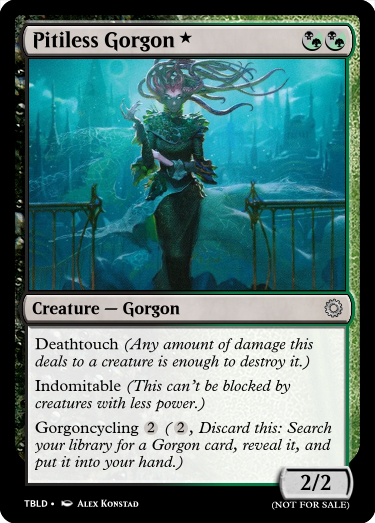 Pitiless Gorgon ★
Creature — Gorgon
Deathtouch (Any amount of damage this
deals to a creature is enough to destroy it.)
Indomitable (This can't be blocked by
creatures with less power.)
Gorgoncycling 2 ( 2 , Discard this: Search
your library for a Gorgon card, reveal it, and
put it into your hand.)
2/2
TBLD • Alex Konstad
(NOT FOR SALE)